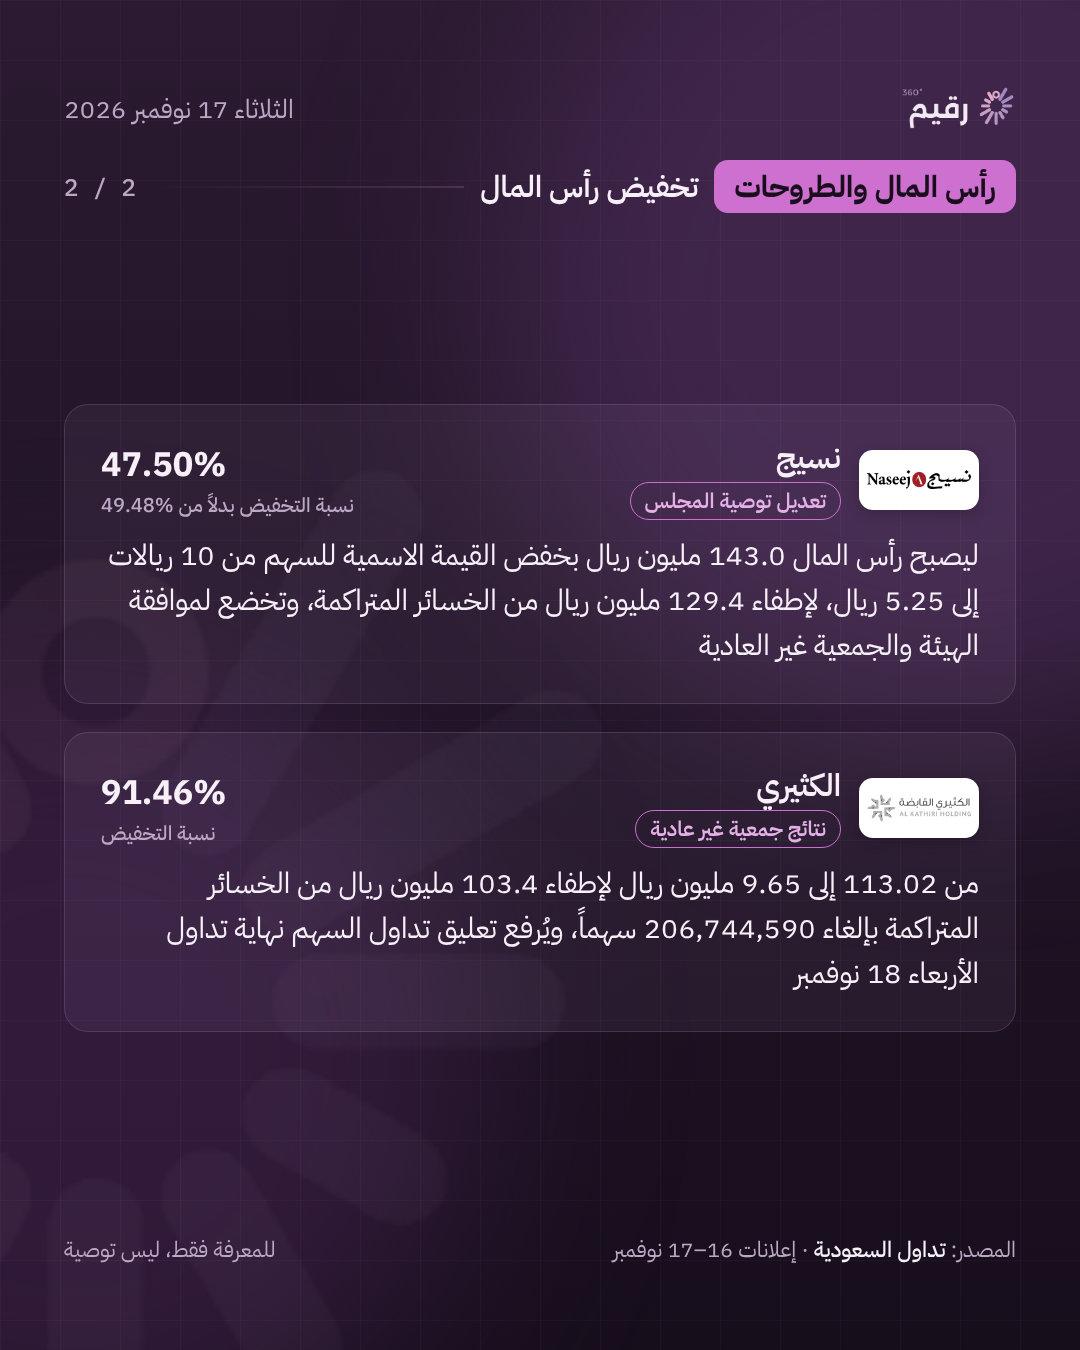 رقيم
360°
الثلاثاء 17 نوفمبر 2026
رأس المال والطروحات
تخفيض رأس المال
2 / 2
نسيج Naseej
نسيج
تعديل توصية المجلس
47.50%
نسبة التخفيض بدلاً من 49.48%
ليصبح رأس المال 143.0 مليون ريال بخفض القيمة الاسمية للسهم من 10 ريالات
إلى 5.25 ريال، لإطفاء 129.4 مليون ريال من الخسائر المتراكمة، وتخضع لموافقة
الهيئة والجمعية غير العادية
الكثيري القابضة
AL KATHIRI HOLDING
الكثيري
نتائج جمعية غير عادية
91.46%
نسبة التخفيض
من 113.02 إلى 9.65 مليون ريال لإطفاء 103.4 مليون ريال من الخسائر
المتراكمة بإلغاء 206,744,590 سهماً، ويُرفع تعليق تداول السهم نهاية تداول
الأربعاء 18 نوفمبر
المصدر: تداول السعودية · إعلانات 16–17 نوفمبر
للمعرفة فقط، ليس توصية